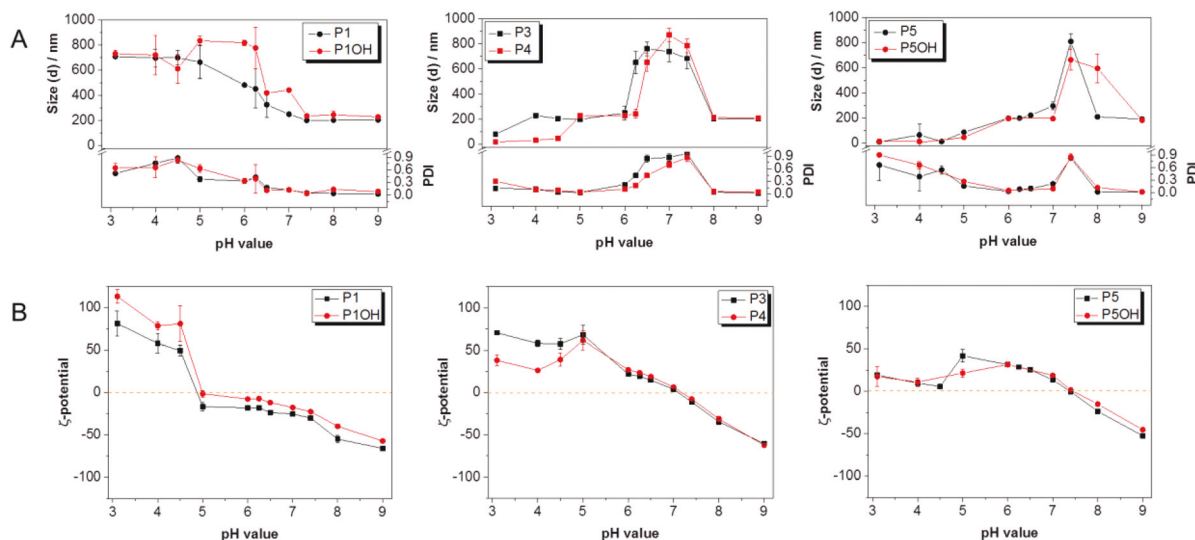 A
Size (d) / nm
1000
800
600
400
200
0
P1
P1OH
0.9
0.6
0.3
0.0
PDI
3 4 5 6 7 8 9
pH value
Size (d) / nm
1000
800
600
400
200
0
P3
P4
0.9
0.6
0.3
0.0
PDI
3 4 5 6 7 8 9
pH value
Size (d) / nm
1000
800
600
400
200
0
P5
P5OH
0.9
0.6
0.3
0.0
PDI
3 4 5 6 7 8 9
pH value
B
ζ-potential
100
50
0
-50
-100
P1
P1OH
3 4 5 6 7 8 9
pH value
ζ-potential
100
50
0
-50
-100
P3
P4
3 4 5 6 7 8 9
pH value
ζ-potential
100
50
0
-50
-100
P5
P5OH
3 4 5 6 7 8 9
pH value